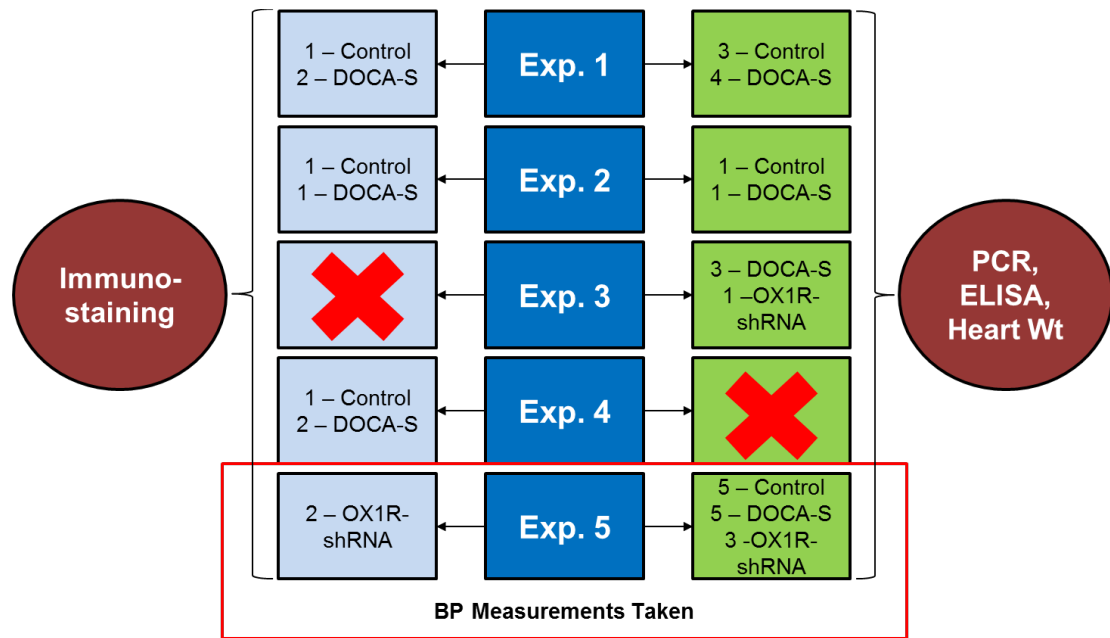 1 – Control
2 – DOCA-S
Exp. 1
3 – Control
4 – DOCA-S
1 – Control
1 – DOCA-S
Exp. 2
1 – Control
1 – DOCA-S
Immuno-
staining
Exp. 3
3 – DOCA-S
1 –OX1R-
shRNA
PCR,
ELISA,
Heart Wt
1 – Control
2 – DOCA-S
Exp. 4
2 – OX1R-
shRNA
Exp. 5
5 – Control
5 – DOCA-S
3 -OX1R-
shRNA
BP Measurements Taken